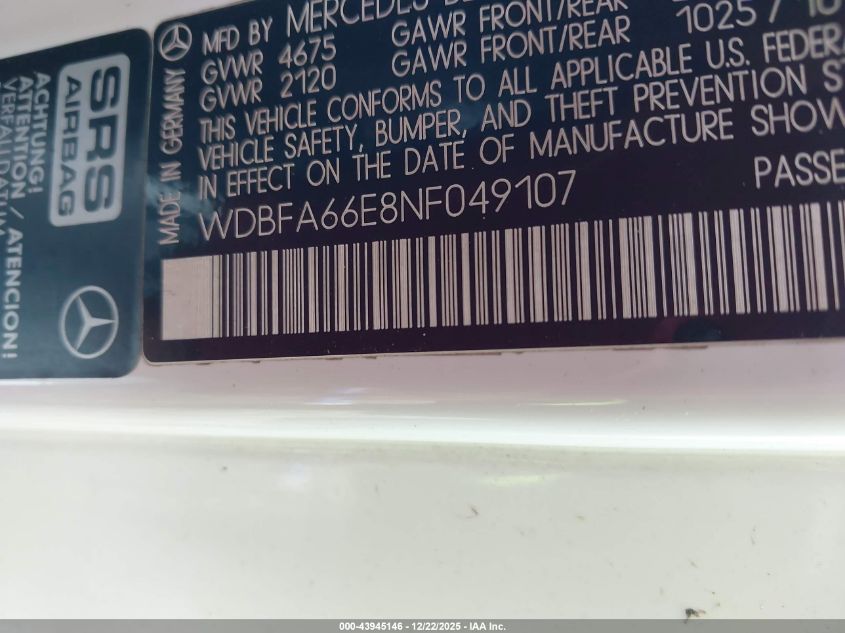 ACHTUNG!
ATTENTION / ATENCION!
SRS
AIRBAG
MADE IN GERMANY
MFD BY MERCEDES
GVWR 4675 GAWR FRONT/REAR
GVWR 2120 GAWR FRONT/REAR 1025 / 10
THIS VEHICLE CONFORMS TO ALL APPLICABLE U.S. FEDERA
VEHICLE SAFETY, BUMPER, AND THEFT PREVENTION S
IN EFFECT ON THE DATE OF MANUFACTURE SHOW
WDBFA66E8NF049107 PASSE
000-43945146 - 12/22/2025 - IAA Inc.